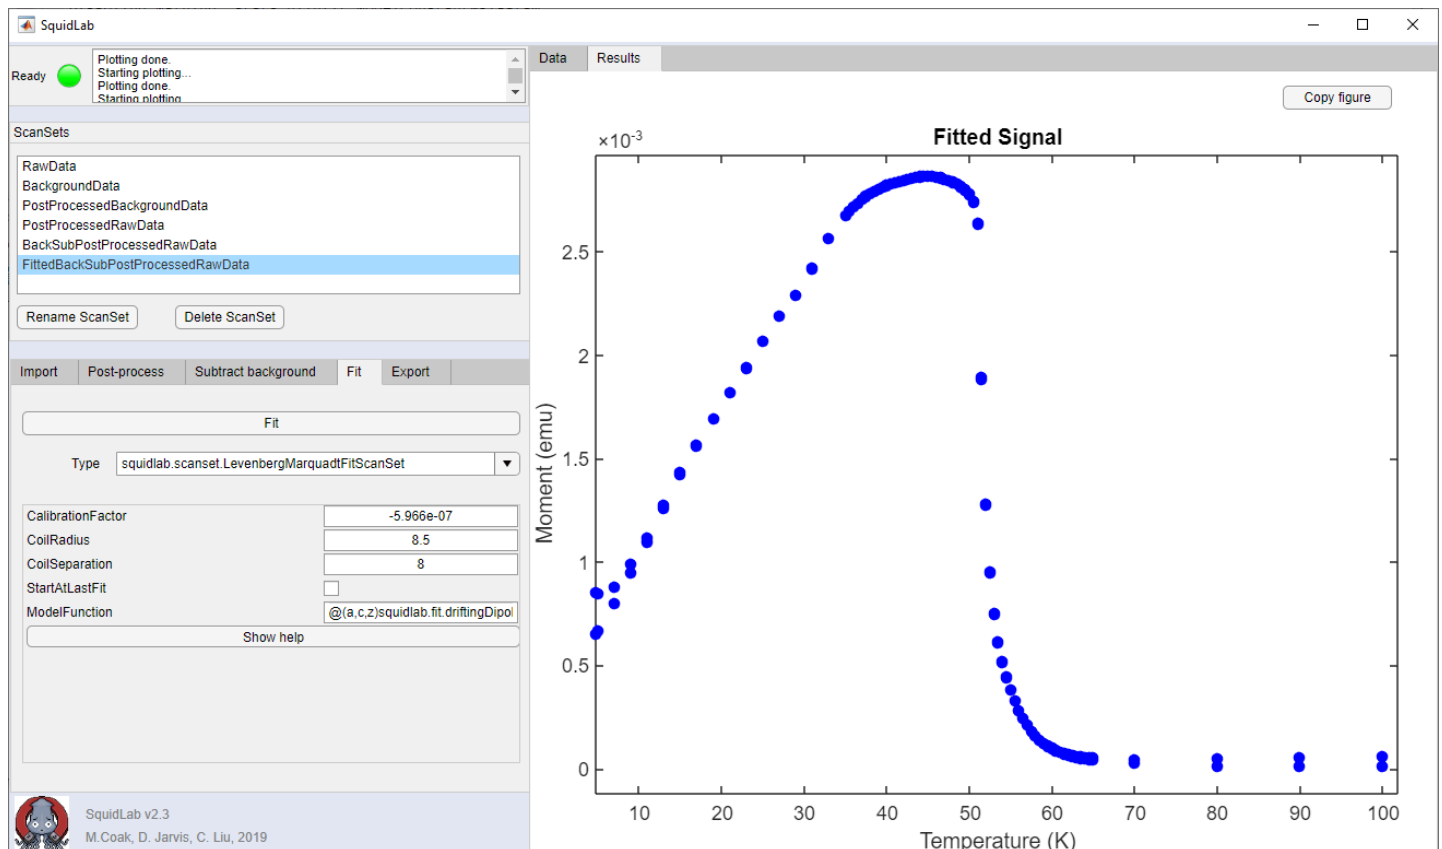 SquidLab
Ready
Plotting done.
Starting plotting...
Plotting done.
Starting plotting
ScanSets
RawData
BackgroundData
PostProcessedBackgroundData
PostProcessedRawData
BackSubPostProcessedRawData
FittedBackSubPostProcessedRawData
Rename ScanSet
Delete ScanSet
Import
Post-process
Subtract background
Fit
Export
Fit
Type
squidlab.scanset.LevenbergMarquadtFitScanSet
CalibrationFactor
-5.966e-07
CoilRadius
8.5
CoilSeparation
8
StartAtLastFit
ModelFunction
@(a,c,z)squidlab.fit.driftingDipol
Show help
SquidLab v2.3
M.Coak, D. Jarvis, C. Liu, 2019
Data
Results
Copy figure
×10-3
Fitted Signal
2.5
2
1.5
1
0.5
0
Moment (emu)
10 20 30 40 50 60 70 80 90 100
Temperature (K)